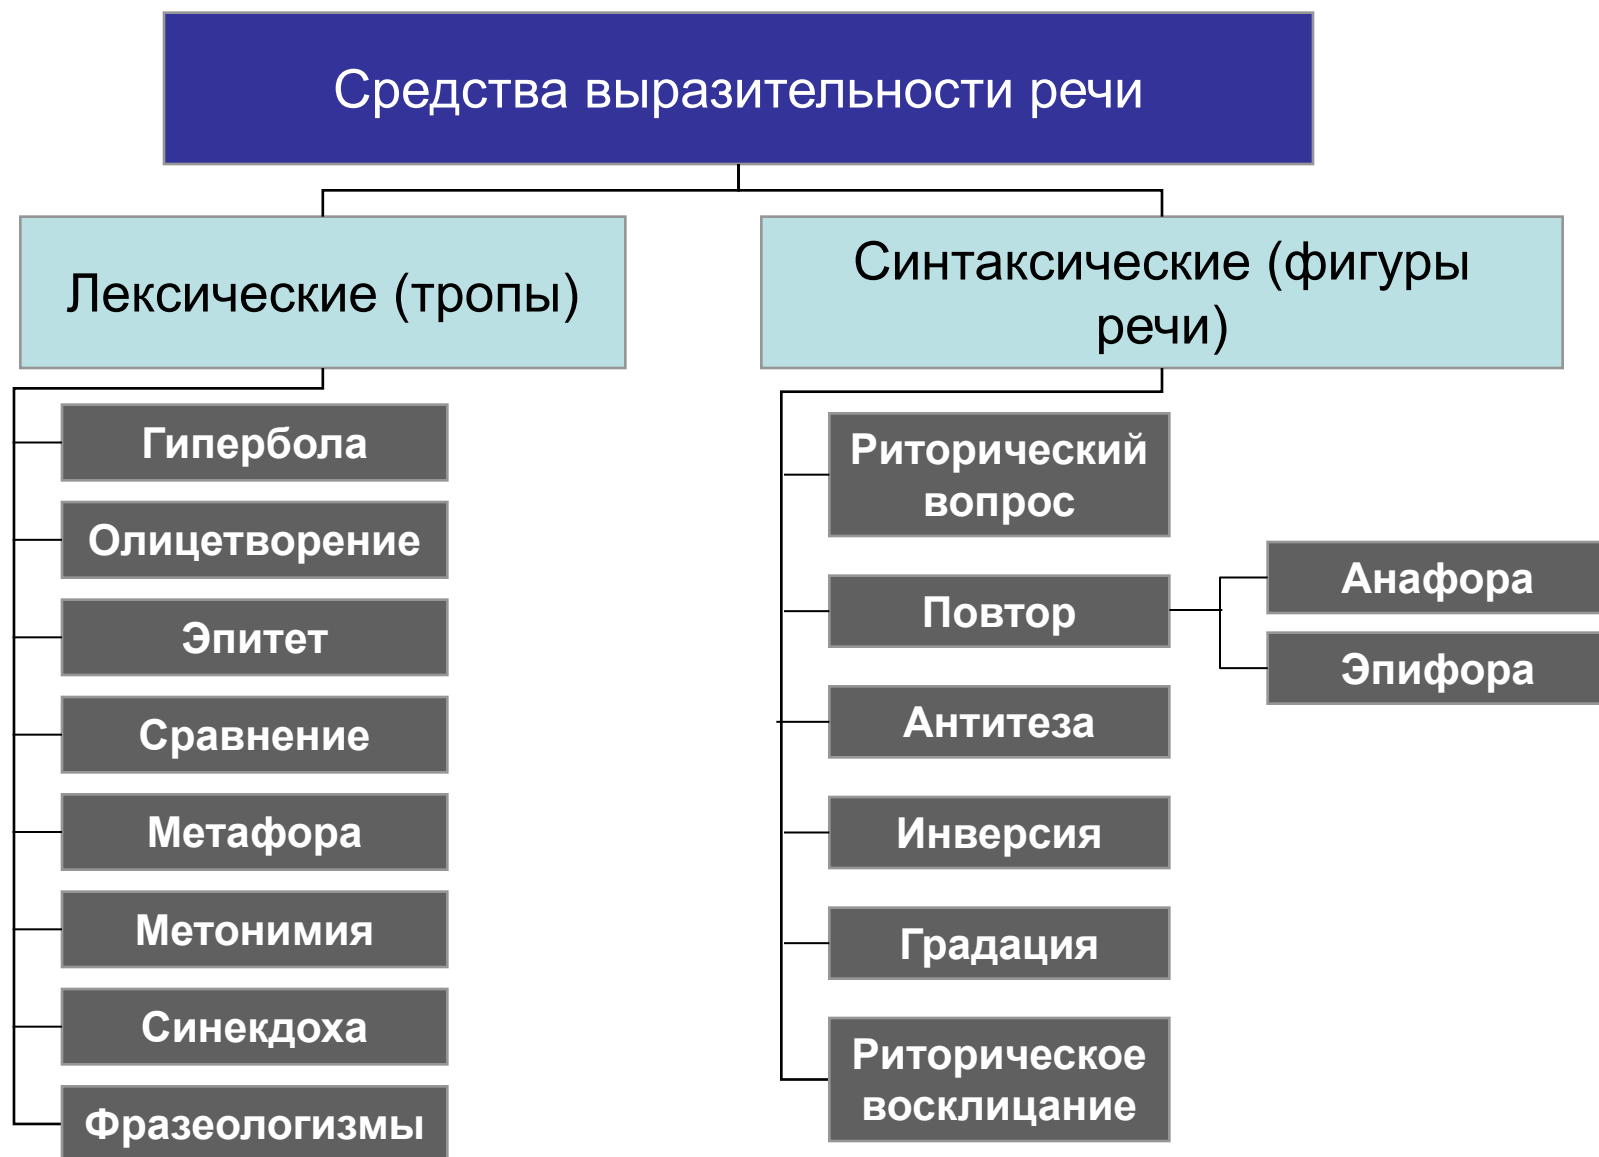 Средства выразительности речи
Лексические (тропы)
Синтаксические (фигуры
речи)
Гипербола
Олицетворение
Эпитет
Сравнение
Метафора
Метонимия
Синекдоха
Фразеологизмы
Риторический
вопрос
Повтор
Анафора
Эпифора
Антитеза
Инверсия
Градация
Риторическое
восклицание